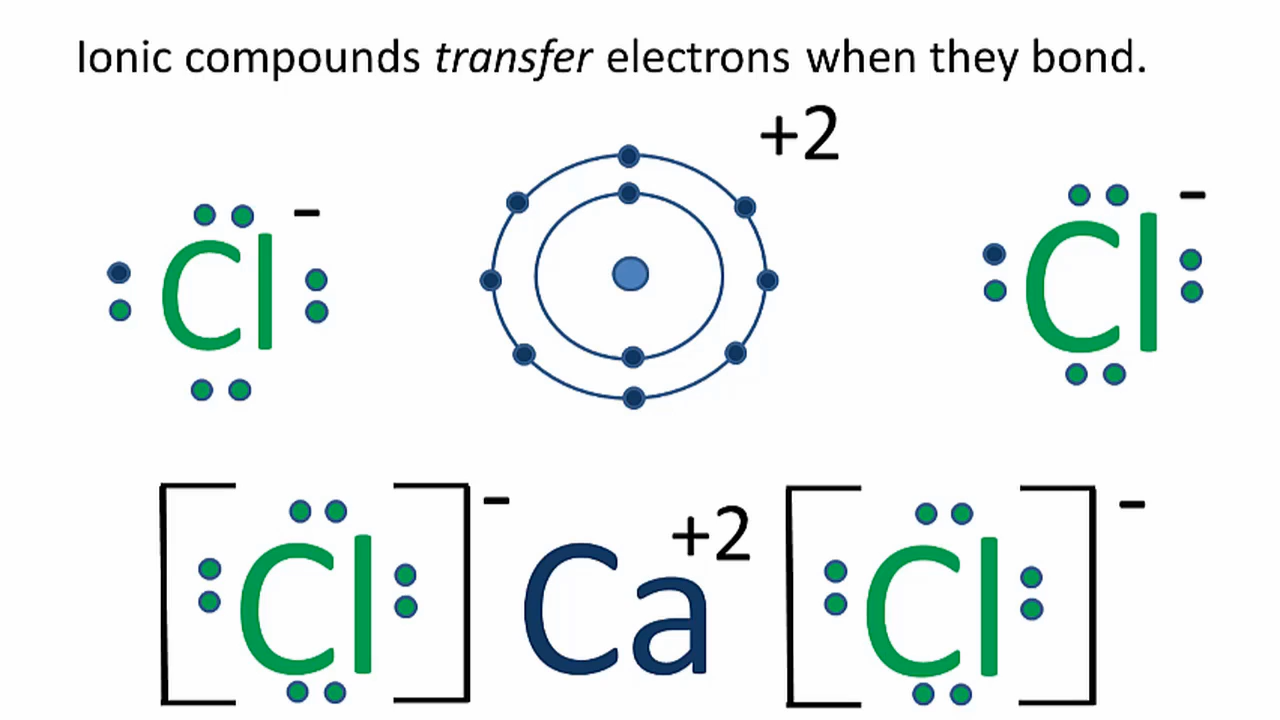 Ionic compounds transfer electrons when they bond.
+2
Cl - Cl -
[Cl]- Ca+2 [Cl]-